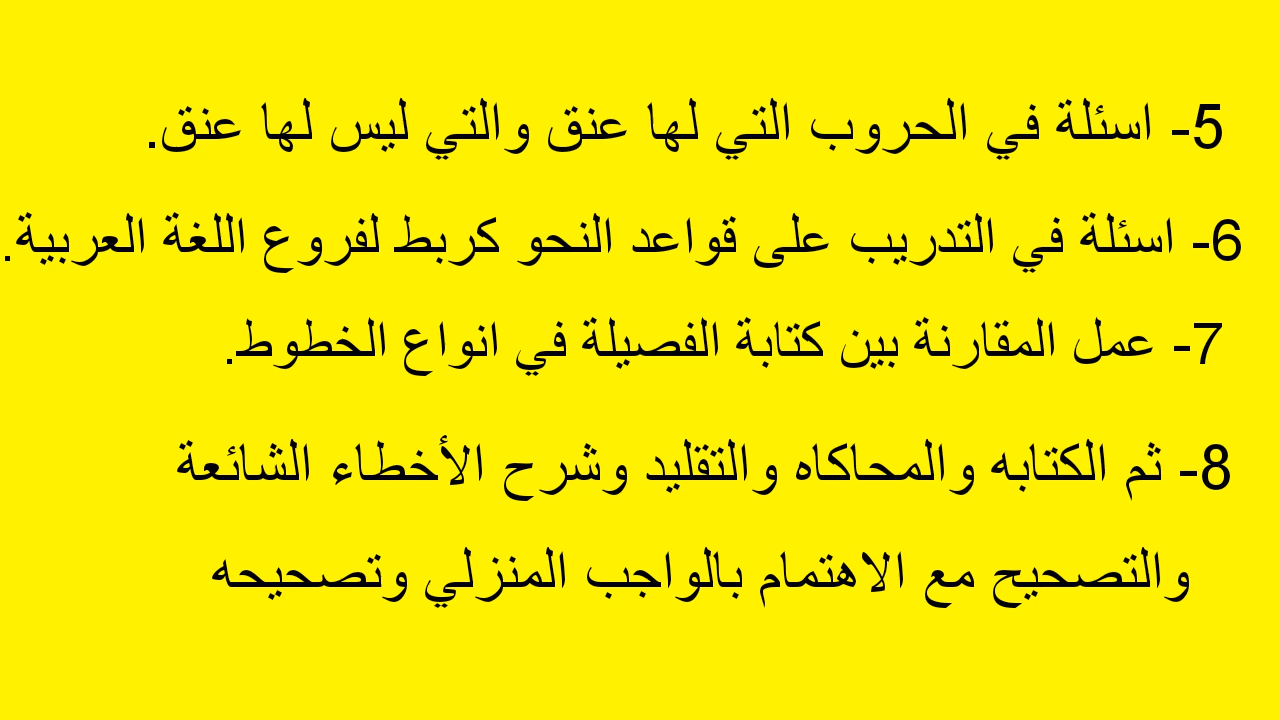 5- اسئلة في الحروب التي لها عنق والتي ليس لها عنق.
6- اسئلة في التدريب على قواعد النحو كربط لفروع اللغة العربية.
7- عمل المقارنة بين كتابة الفصيلة في انواع الخطوط.
8- ثم الكتابه والمحاكاه والتقليد وشرح الأخطاء الشائعة
والتصحيح مع الاهتمام بالواجب المنزلي وتصحيحه